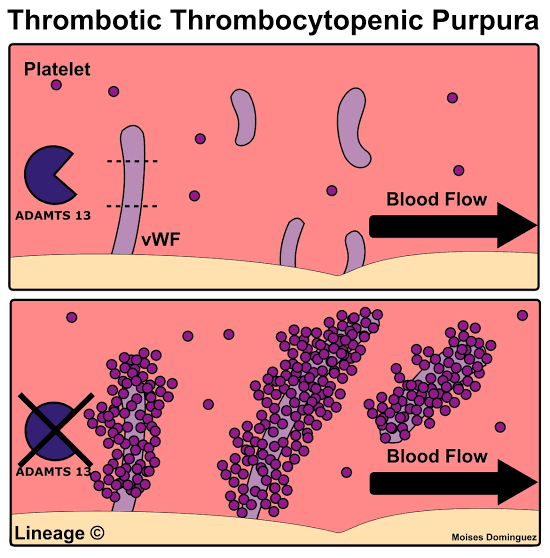 Thrombotic Thrombocytopenic Purpura
Platelet
ADAMTS 13
vWF
Blood Flow
ADAMTS 13
Blood Flow
Lineage ©
Moises Dominguez